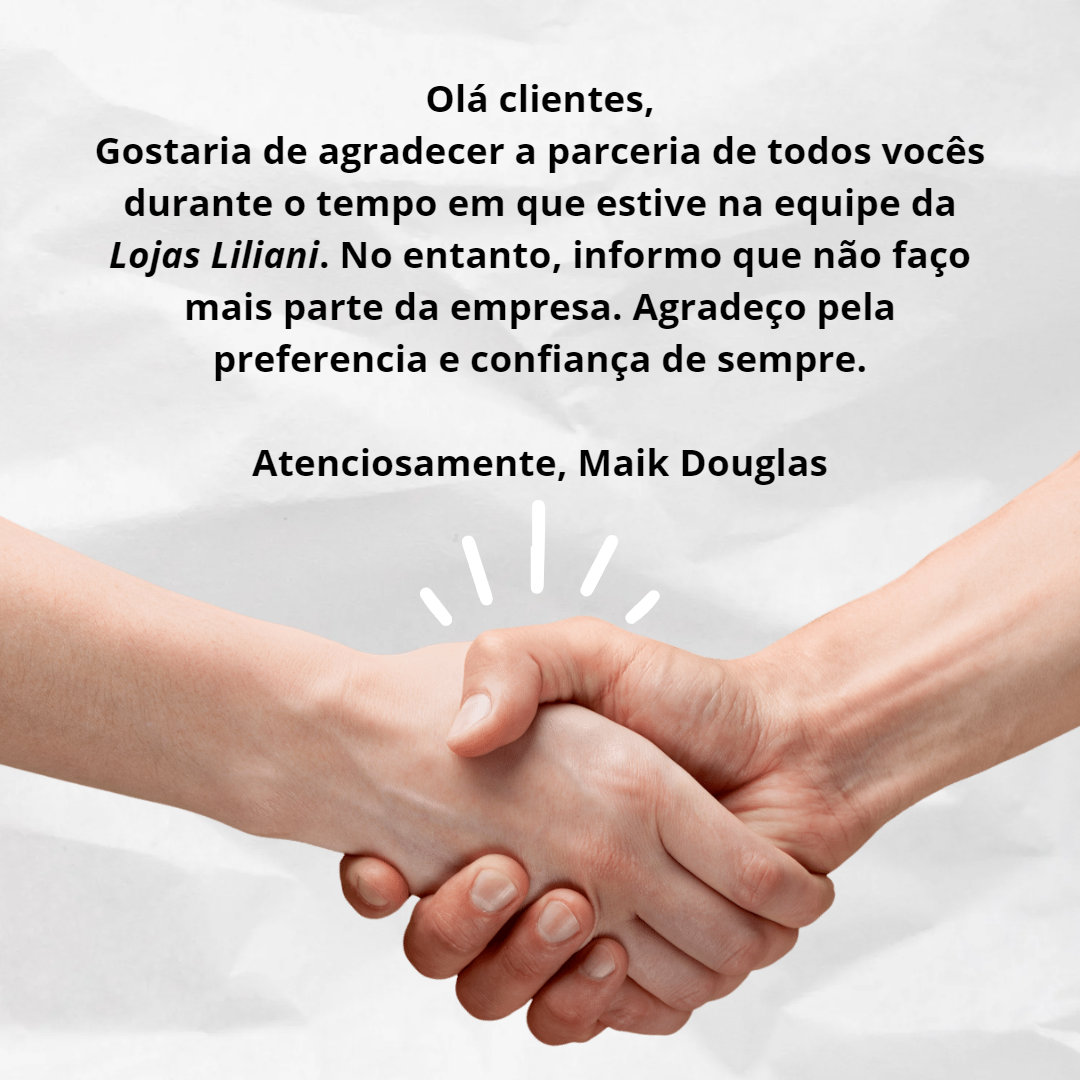 Olá clientes,
Gostaria de agradecer a parceria de todos vocês
durante o tempo em que estive na equipe da
Lojas Liliani. No entanto, informo que não faço
mais parte da empresa. Agradeço pela
preferencia e confiança de sempre.
Atenciosamente, Maik Douglas